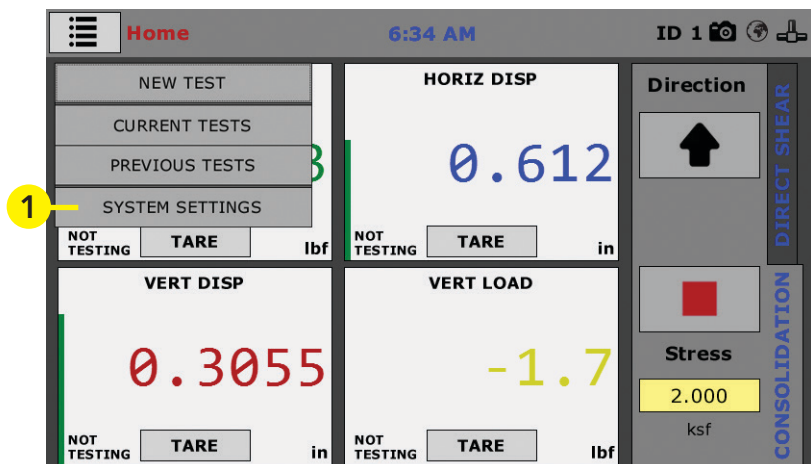 Home 6:34 AM ID 1
NEW TEST
CURRENT TESTS
PREVIOUS TESTS
1 SYSTEM SETTINGS
NOT TESTING TARE lbf
HORIZ DISP
0.612
NOT TESTING TARE in
VERT DISP
0.3055
NOT TESTING TARE in
VERT LOAD
-1.7
NOT TESTING TARE lbf
Direction
Stress
2.000
ksf
DIRECT SHEAR
CONSOLIDATION